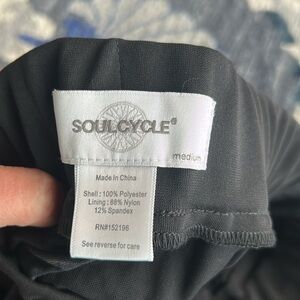 SOULCYCLE®
medium
Made in China
Shell: 100% Polyester
Lining: 88% Nylon
12% Spandex
RN#152196
See reverse for care